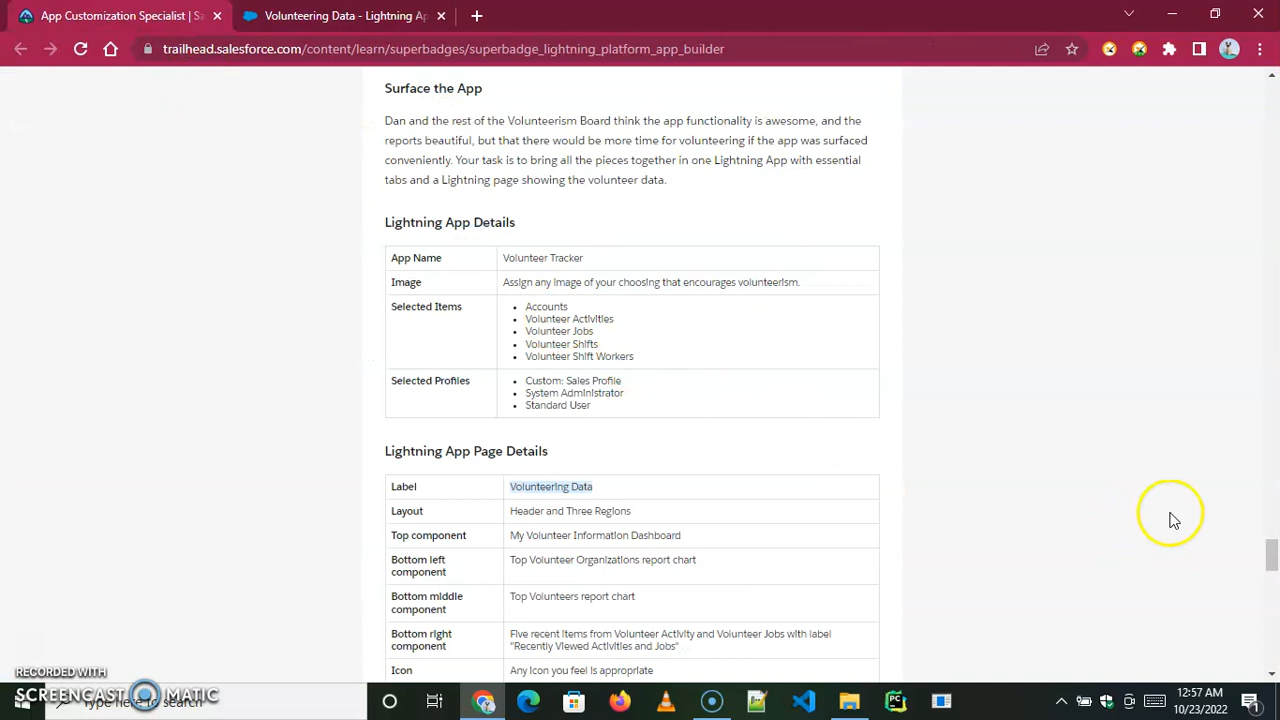 App Customization Specialist | Sa
Volunteering Data - Lightning Ap
trailhead.salesforce.com/content/learn/superbadges/superbadge_lightning_platform_app_builder
Surface the App
Dan and the rest of the Volunteerism Board think the app functionality is awesome, and the
reports beautiful, but that there would be more time for volunteering if the app was surfaced
conveniently. Your task is to bring all the pieces together in one Lightning App with essential
tabs and a Lightning page showing the volunteer data.
Lightning App Details
App Name Volunteer Tracker
Image Assign any image of your choosing that encourages volunteerism.
Selected Items • Accounts
• Volunteer Activities
• Volunteer Jobs
• Volunteer Shifts
• Volunteer Shift Workers
Selected Profiles • Custom: Sales Profile
• System Administrator
• Standard User
Lightning App Page Details
Label Volunteering Data
Layout Header and Three Regions
Top component My Volunteer Information Dashboard
Bottom left Top Volunteer Organizations report chart
component
Bottom middle Top Volunteers report chart
component
Bottom right Five recent items from Volunteer Activity and Volunteer Jobs with label
component "Recently Viewed Activities and Jobs"
Icon Any icon you feel is appropriate
RECORDED WITH
SCREENCAST MATIC
Type here to search
12:57 AM
10/23/2022
1